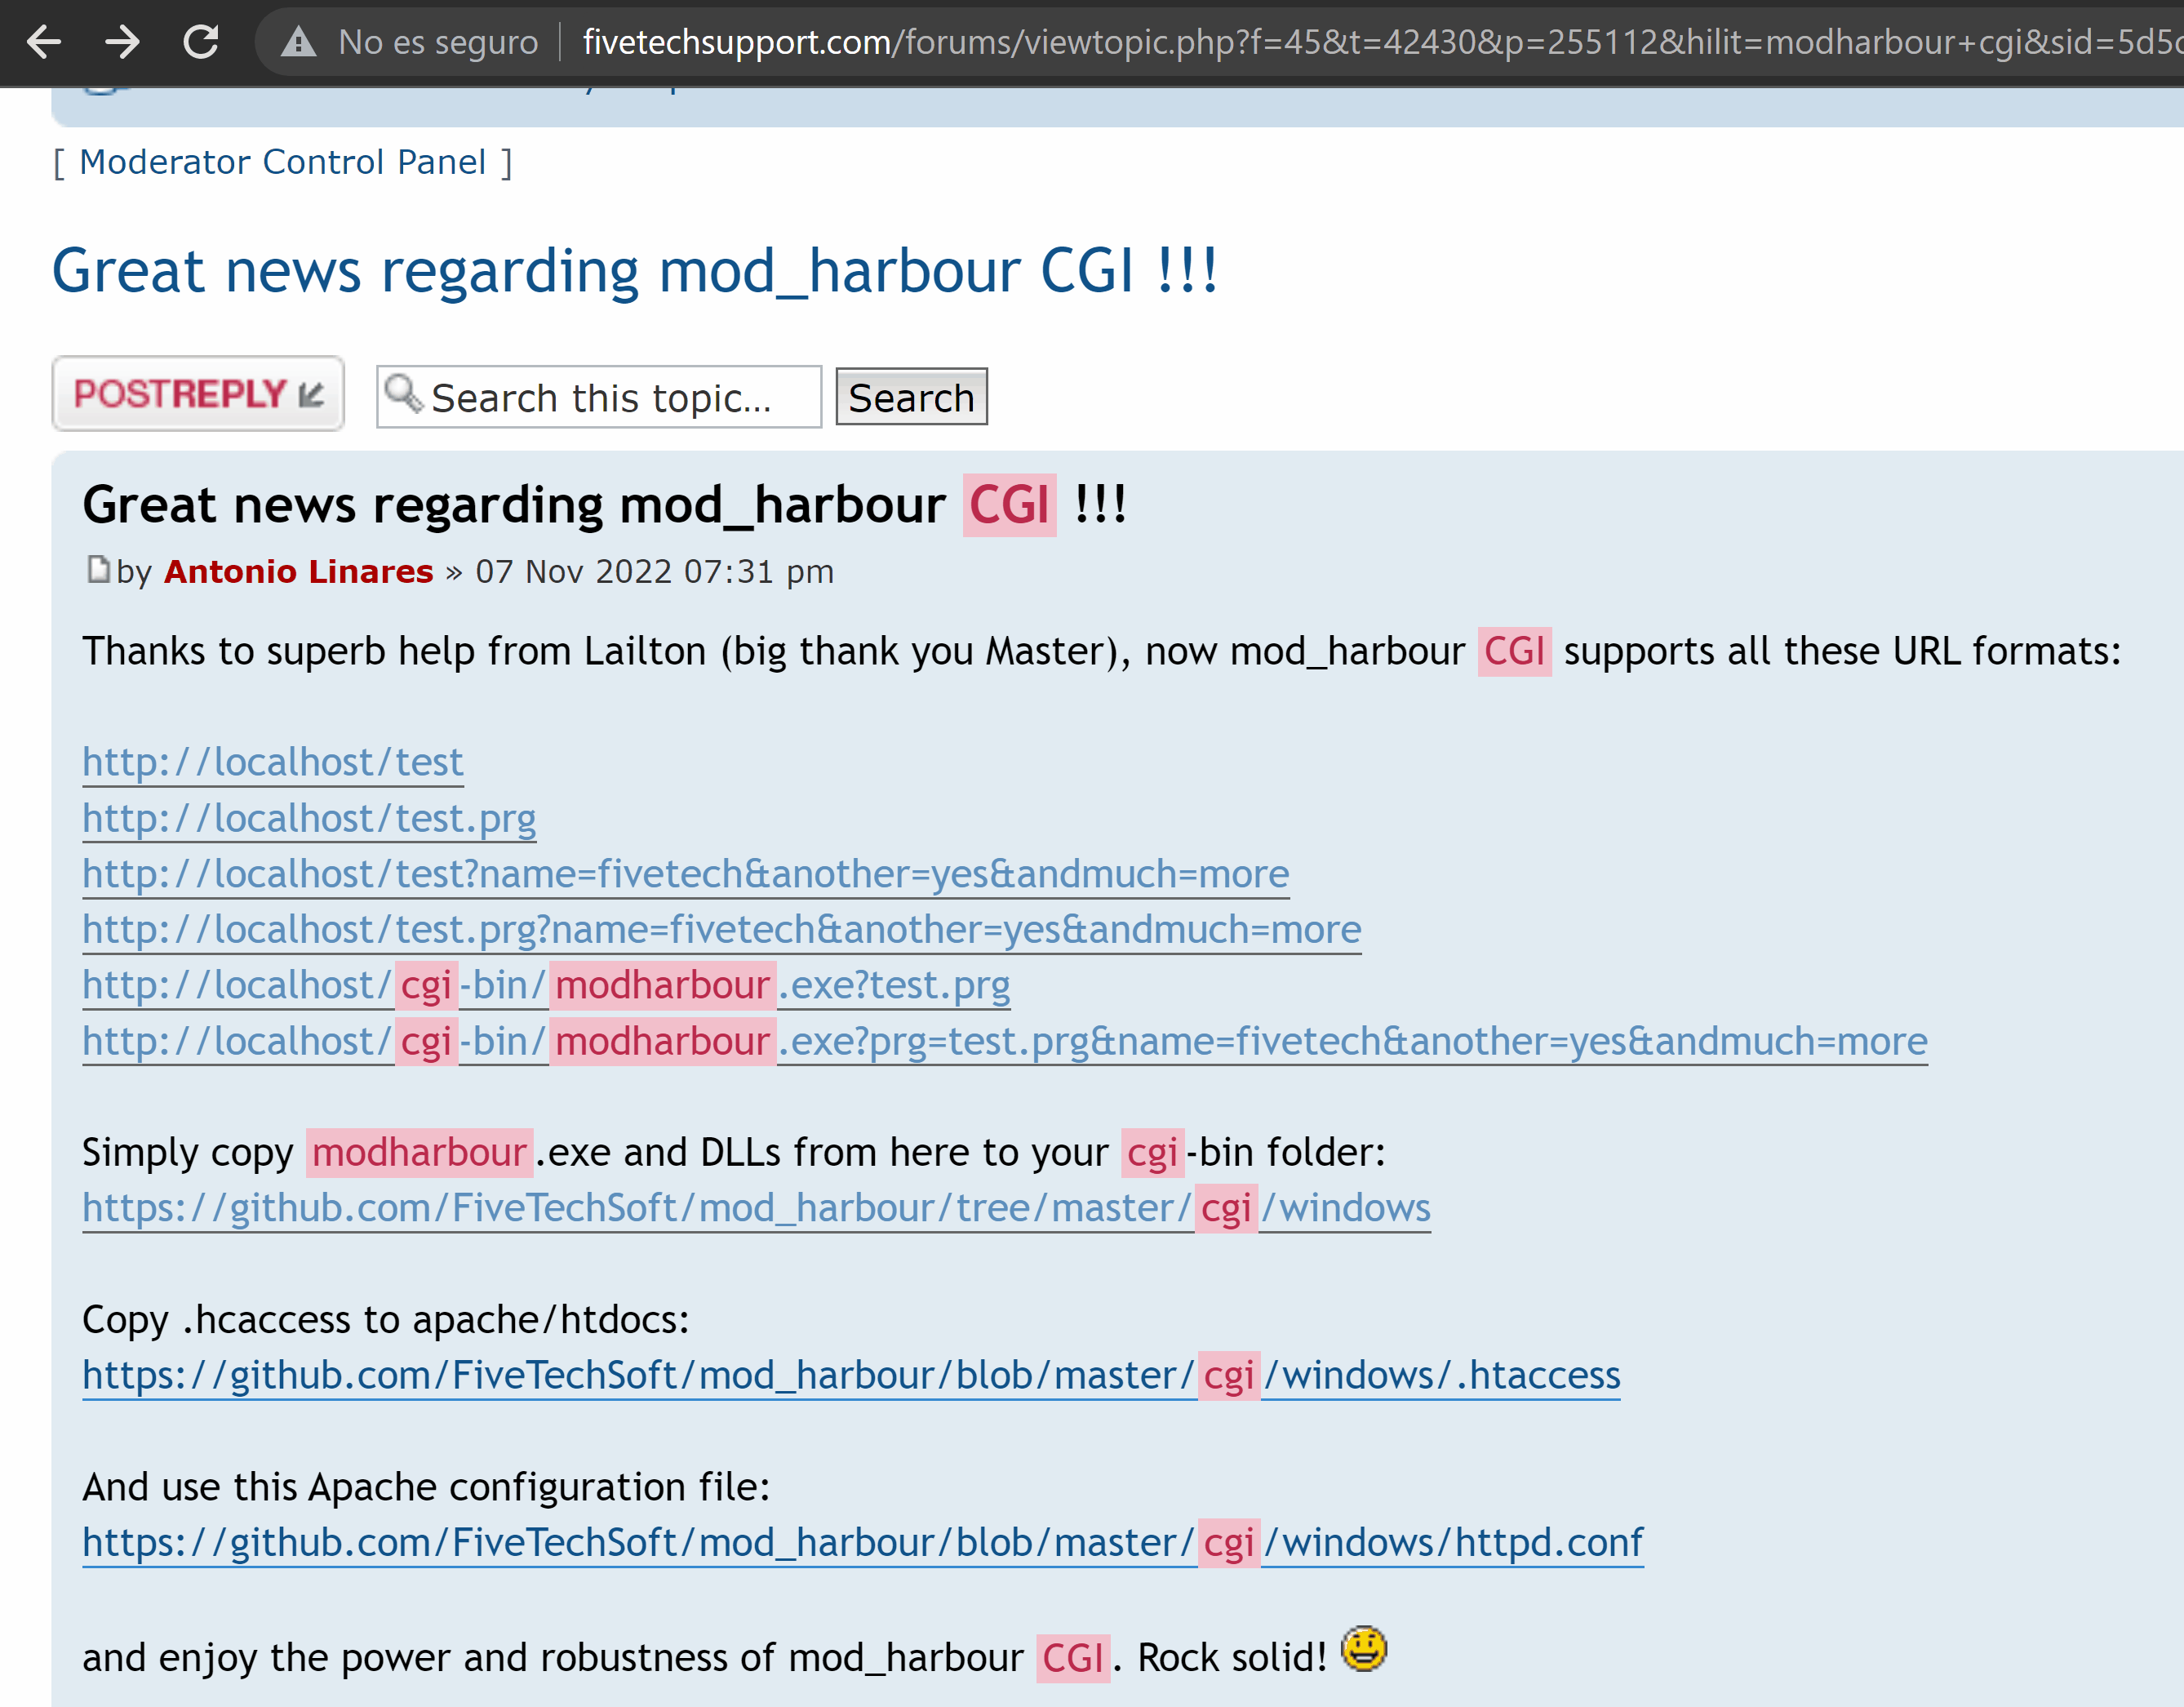 No es seguro fivetechsupport.com/forums/viewtopic.php?f=45&t=42430&p=255112&hilit=modharbour+cgi&sid=5d5
[ Moderator Control Panel ]
Great news regarding mod_harbour CGI !!!
POSTREPLY Search this topic... Search
Great news regarding mod_harbour CGI !!!
by Antonio Linares » 07 Nov 2022 07:31 pm
Thanks to superb help from Lailton (big thank you Master), now mod_harbour CGI supports all these URL formats:
http://localhost/test
http://localhost/test.prg
http://localhost/test?name=fivetech&another=yes&andmuch=more
http://localhost/test.prg?name=fivetech&another=yes&andmuch=more
http://localhost/cgi-bin/modharbour.exe?test.prg
http://localhost/cgi-bin/modharbour.exe?prg=test.prg&name=fivetech&another=yes&andmuch=more
Simply copy modharbour.exe and DLLs from here to your cgi-bin folder:
https://github.com/FiveTechSoft/mod_harbour/tree/master/cgi/windows
Copy .hcaccess to apache/htdocs:
https://github.com/FiveTechSoft/mod_harbour/blob/master/cgi/windows/.htaccess
And use this Apache configuration file:
https://github.com/FiveTechSoft/mod_harbour/blob/master/cgi/windows/httpd.conf
and enjoy the power and robustness of mod_harbour CGI. Rock solid!